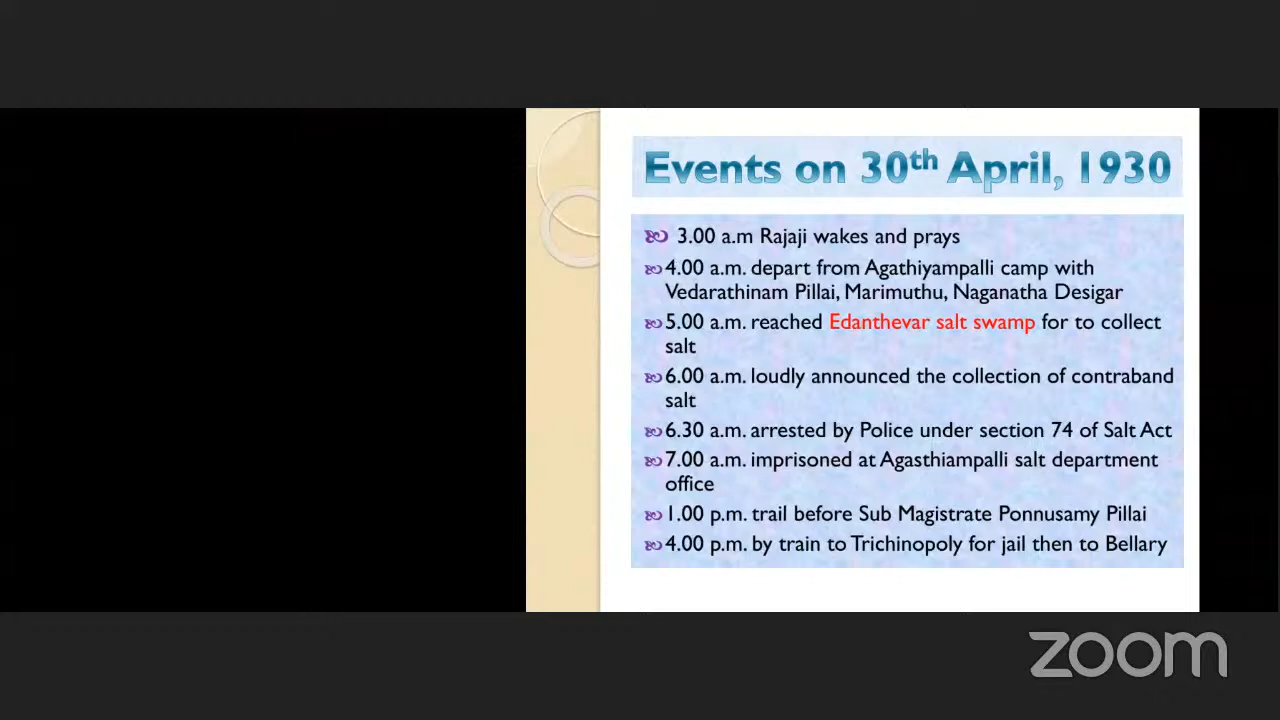 Events on 30th April, 1930
3.00 a.m Rajaji wakes and prays
4.00 a.m. depart from Agathiyampalli camp with
Vedarathinam Pillai, Marimuthu, Naganatha Desigar
5.00 a.m. reached Edanthevar salt swamp for to collect
salt
6.00 a.m. loudly announced the collection of contraband
salt
6.30 a.m. arrested by Police under section 74 of Salt Act
7.00 a.m. imprisoned at Agasthiampalli salt department
office
1.00 p.m. trail before Sub Magistrate Ponnusamy Pillai
4.00 p.m. by train to Trichinopoly for jail then to Bellary
zoom